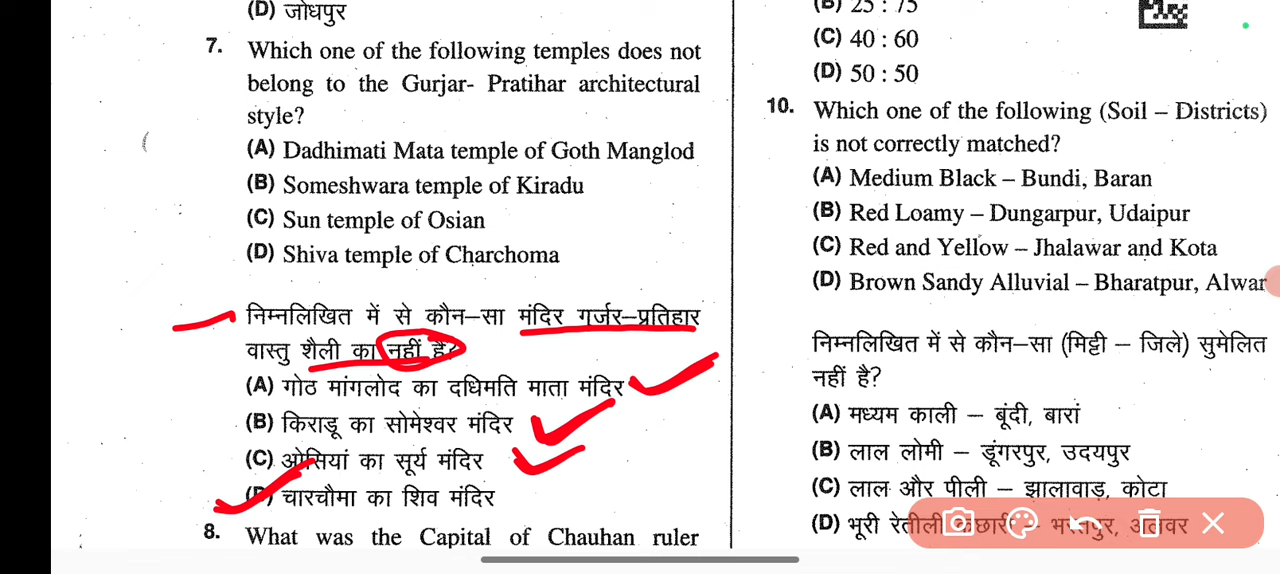 (D) जोधपुर
7. Which one of the following temples does not
belong to the Gurjar- Pratihar architectural
style?
(A) Dadhimati Mata temple of Goth Manglod
(B) Someshwara temple of Kiradu
(C) Sun temple of Osian
(D) Shiva temple of Charchoma
निम्नलिखित में से कौन–सा मंदिर गुर्जर–प्रतिहार
वास्तु शैली का नहीं है?
(A) गोठ मांगलोद का दधिमति माता मंदिर
(B) किराडू का सोमेश्वर मंदिर
(C) ओसियां का सूर्य मंदिर
(D) चारचौमा का शिव मंदिर
8. What was the Capital of Chauhan ruler
(B) 25 : 75
(C) 40 : 60
(D) 50 : 50
10. Which one of the following (Soil – Districts)
is not correctly matched?
(A) Medium Black – Bundi, Baran
(B) Red Loamy – Dungarpur, Udaipur
(C) Red and Yellow – Jhalawar and Kota
(D) Brown Sandy Alluvial – Bharatpur, Alwar
निम्नलिखित में से कौन–सा (मिट्टी – जिले) सुमेलित
नहीं है?
(A) मध्यम काली – बूंदी, बारां
(B) लाल लोमी – डूंगरपुर, उदयपुर
(C) लाल और पीली – झालावाड़, कोटा
(D) भूरी रेतीली कछारी – भरतपुर, अलवर